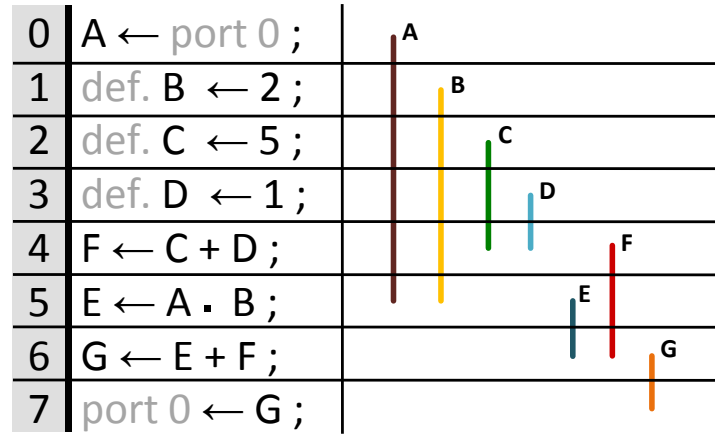 0 A ← port 0 ; A
1 def. B ← 2 ; B
2 def. C ← 5 ; C
3 def. D ← 1 ; D
4 F ← C + D ; F
5 E ← A · B ; E
6 G ← E + F ; G
7 port 0 ← G ;